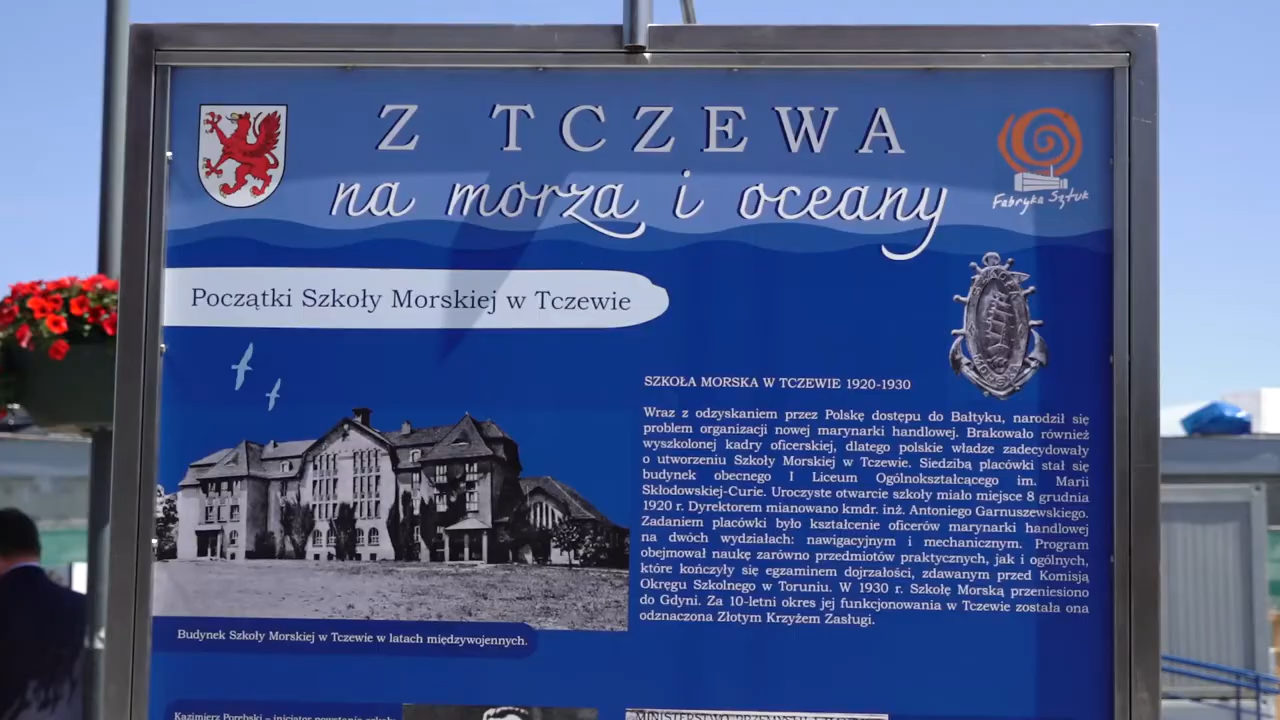 Z TCZEWA
na morza i oceany
Fabryka Sztuk
Początki Szkoły Morskiej w Tczewie
SZKOŁA MORSKA W TCZEWIE 1920-1930
Wraz z odzyskaniem przez Polskę dostępu do Bałtyku, narodził się
problem organizacji nowej marynarki handlowej. Brakowało również
wyszkolonej kadry oficerskiej, dlatego polskie władze zadecydowały
o utworzeniu Szkoły Morskiej w Tczewie. Siedzibą placówki stał się
budynek obecnego I Liceum Ogólnokształcącego im. Marii
Skłodowskiej-Curie. Uroczyste otwarcie szkoły miało miejsce 8 grudnia
1920 r. Dyrektorem mianowano kmdr. inż. Antoniego Garnuszewskiego.
Zadaniem placówki było kształcenie oficerów marynarki handlowej
na dwóch wydziałach: nawigacyjnym i mechanicznym. Program
obejmował naukę zarówno przedmiotów praktycznych, jak i ogólnych,
które kończyły się egzaminem dojrzałości, zdawanym przed Komisją
Okręgu Szkolnego w Toruniu. W 1930 r. Szkołę Morską przeniesiono
do Gdyni. Za 10-letni okres jej funkcjonowania w Tczewie została ona
odznaczona Złotym Krzyżem Zasługi.
Budynek Szkoły Morskiej w Tczewie w latach międzywojennych.
Kazimierz Porębski – inicjator powstania szkoły